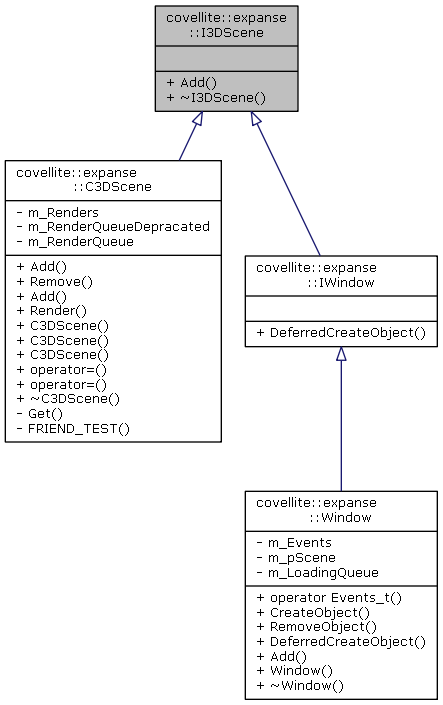 covellite::expanse
::I3DScene
+ Add()
+ ~I3DScene()
covellite::expanse
::C3DScene
- m_Renders
- m_RenderQueueDepracated
- m_RenderQueue
+ Add()
+ Remove()
+ Add()
+ Render()
+ C3DScene()
+ C3DScene()
+ C3DScene()
+ operator=()
+ operator=()
+ ~C3DScene()
- Get()
- FRIEND_TEST()
covellite::expanse
::IWindow
+ DeferredCreateObject()
covellite::expanse
::Window
- m_Events
- m_pScene
- m_LoadingQueue
+ operator Events_t()
+ CreateObject()
+ RemoveObject()
+ DeferredCreateObject()
+ Add()
+ Window()
+ ~Window()